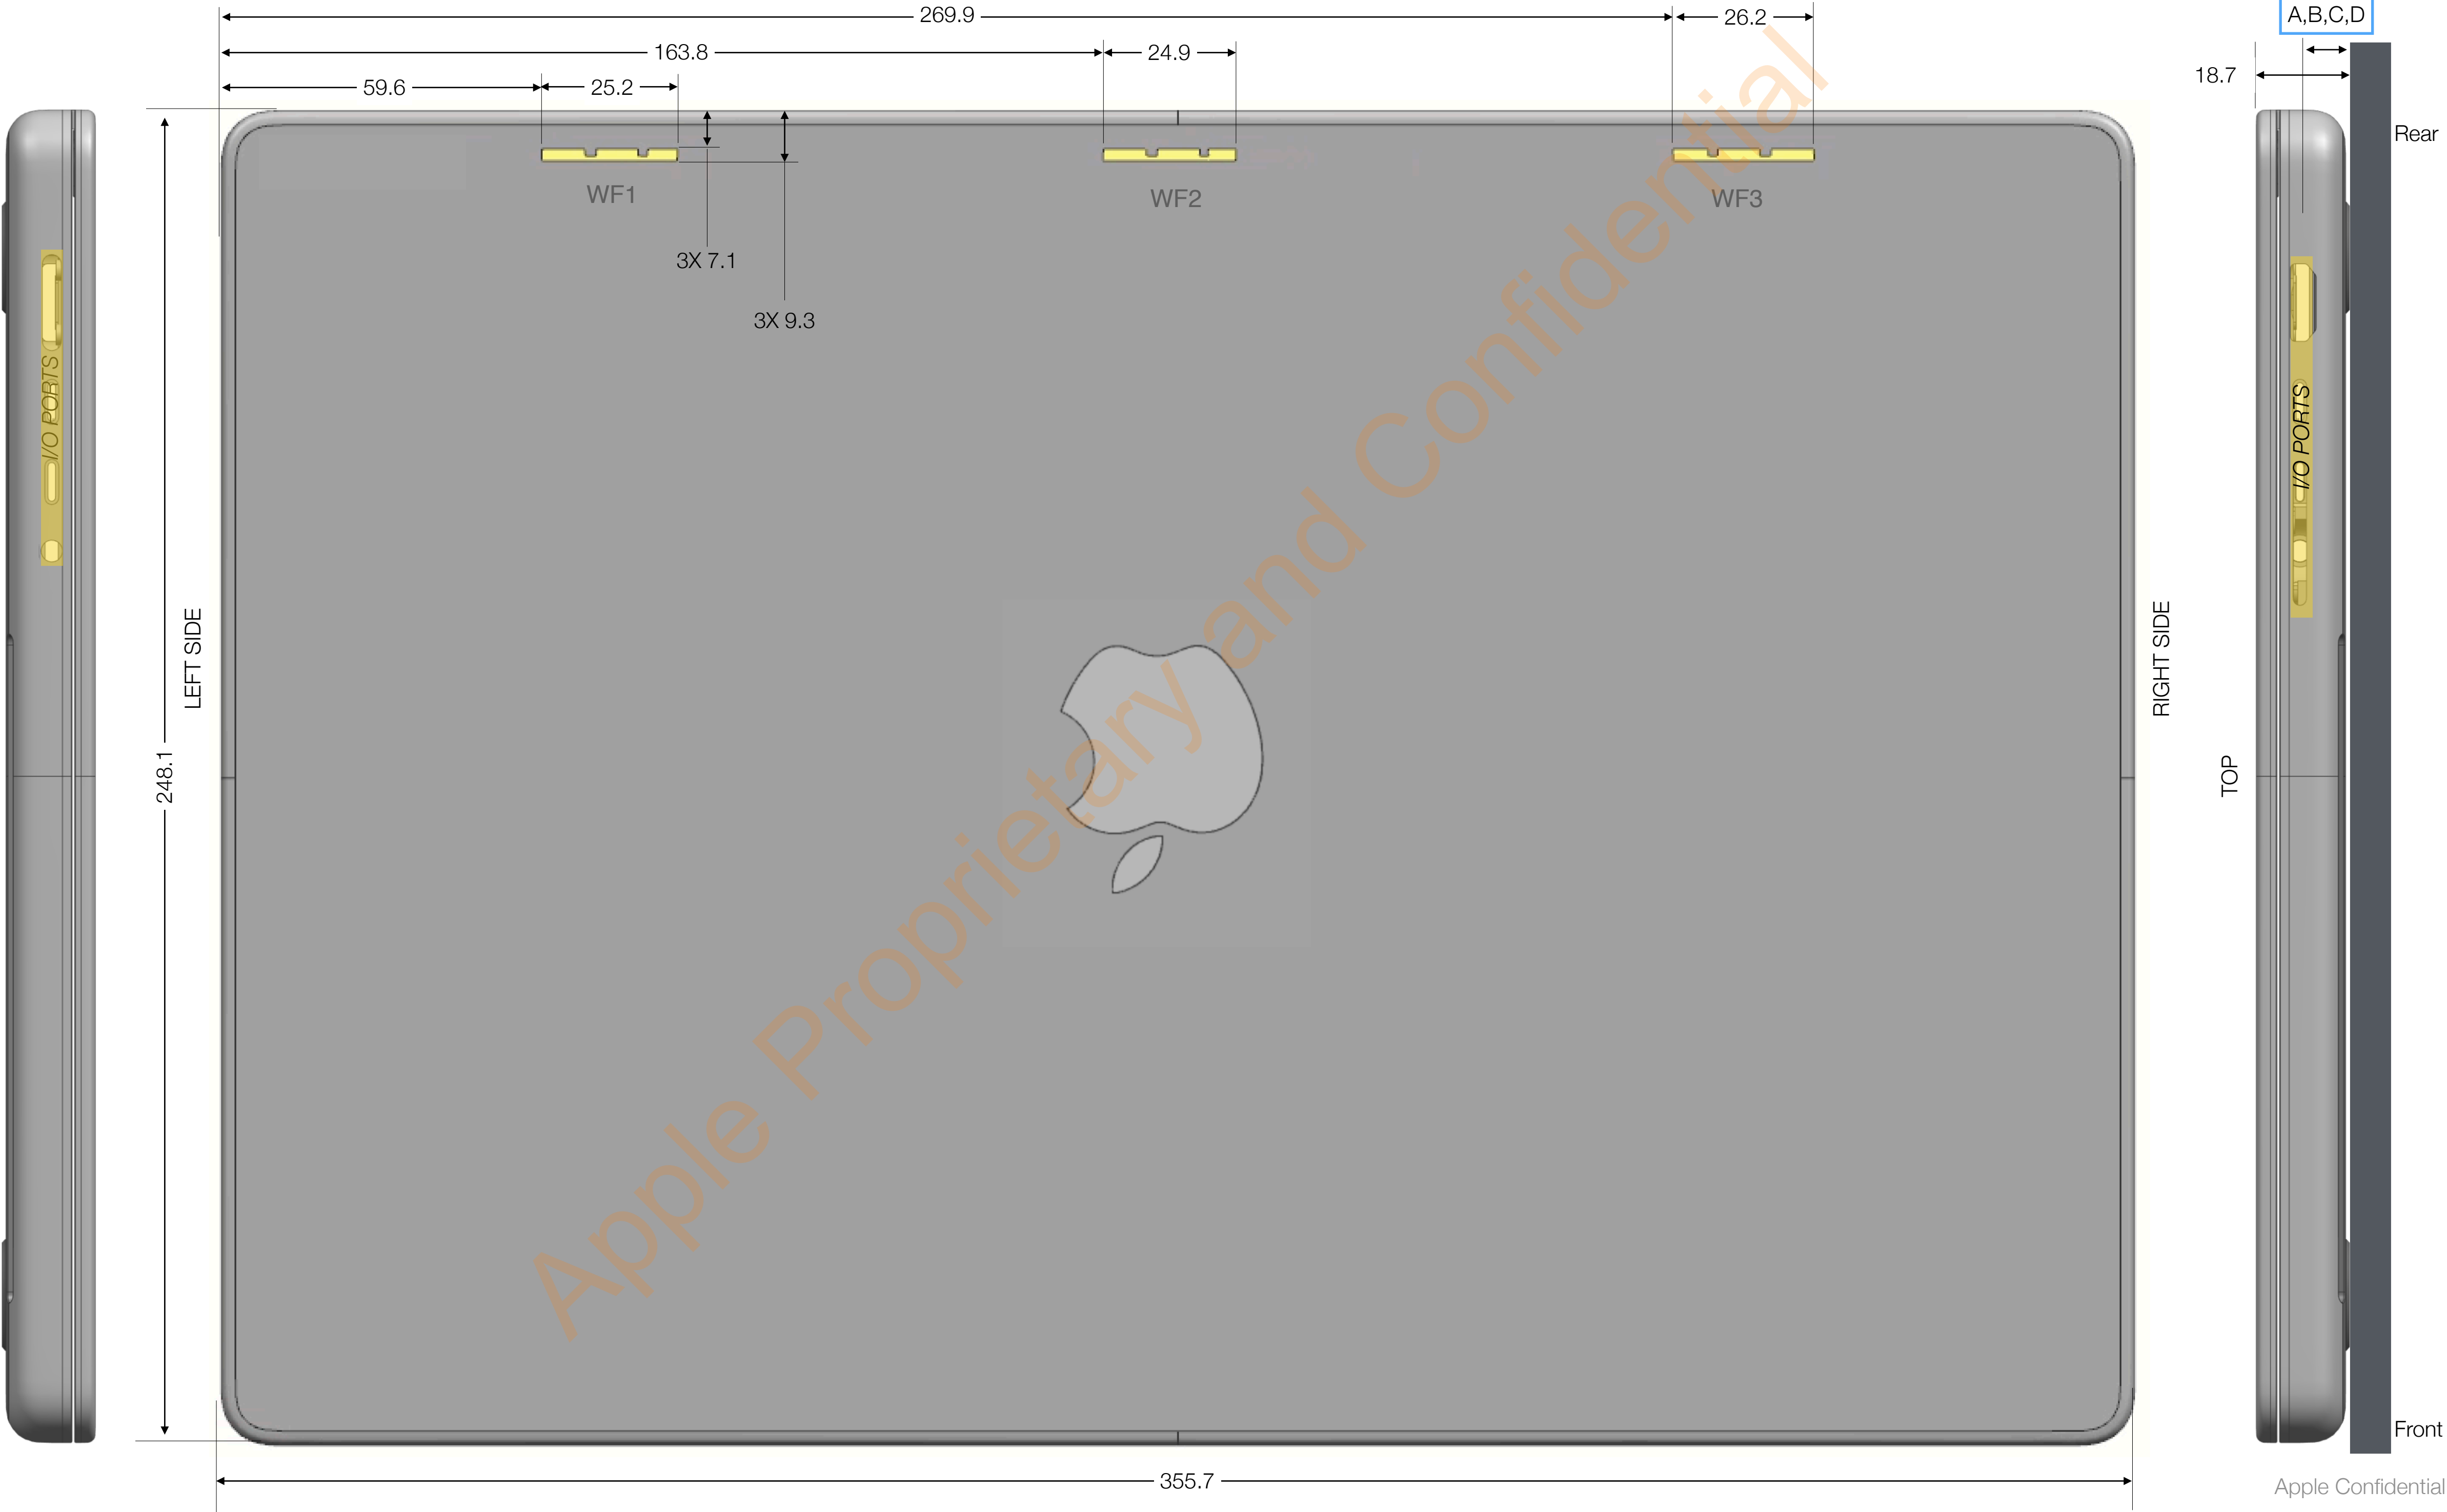 269.9
26.2
A,B,C,D
163.8
24.9
18.7
59.6
25.2
Rear
WF1
WF2
WF3
3X 7.1
3X 9.3
I/O PORTS
I/O PORTS
LEFT SIDE
RIGHT SIDE
248.1
TOP
Apple Proprietary and Confidential
Front
355.7
Apple Confidential